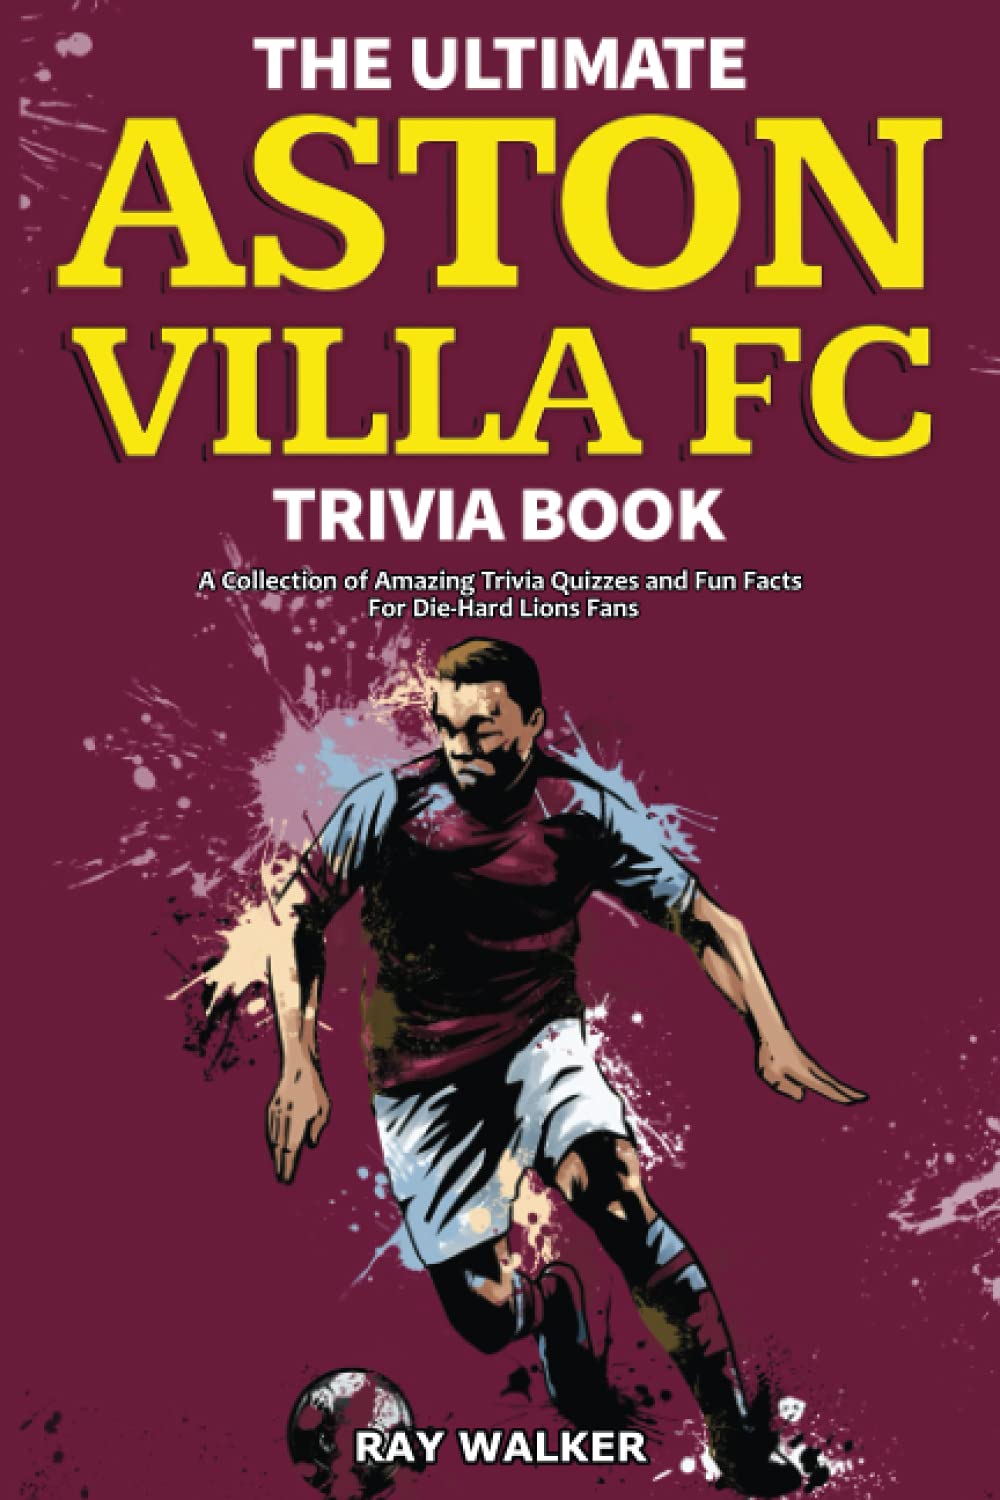 THE ULTIMATE
ASTON
VILLA FC
TRIVIA BOOK
A Collection of Amazing Trivia Quizzes and Fun Facts
For Die-Hard Lions Fans
RAY WALKER